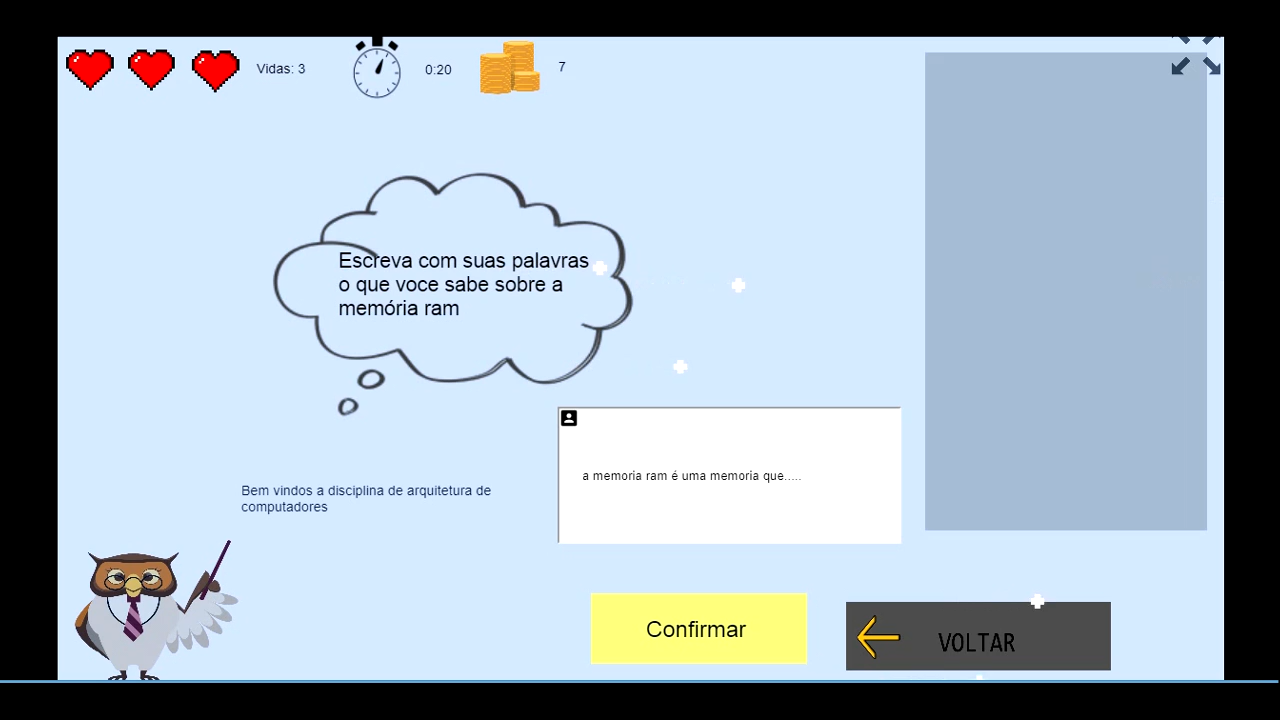 Vidas: 3
0:20
7
Escreva com suas palavras
o que voce sabe sobre a
memória ram
a memoria ram é uma memoria que.....
Bem vindos a disciplina de arquitetura de
computadores
Confirmar
VOLTAR